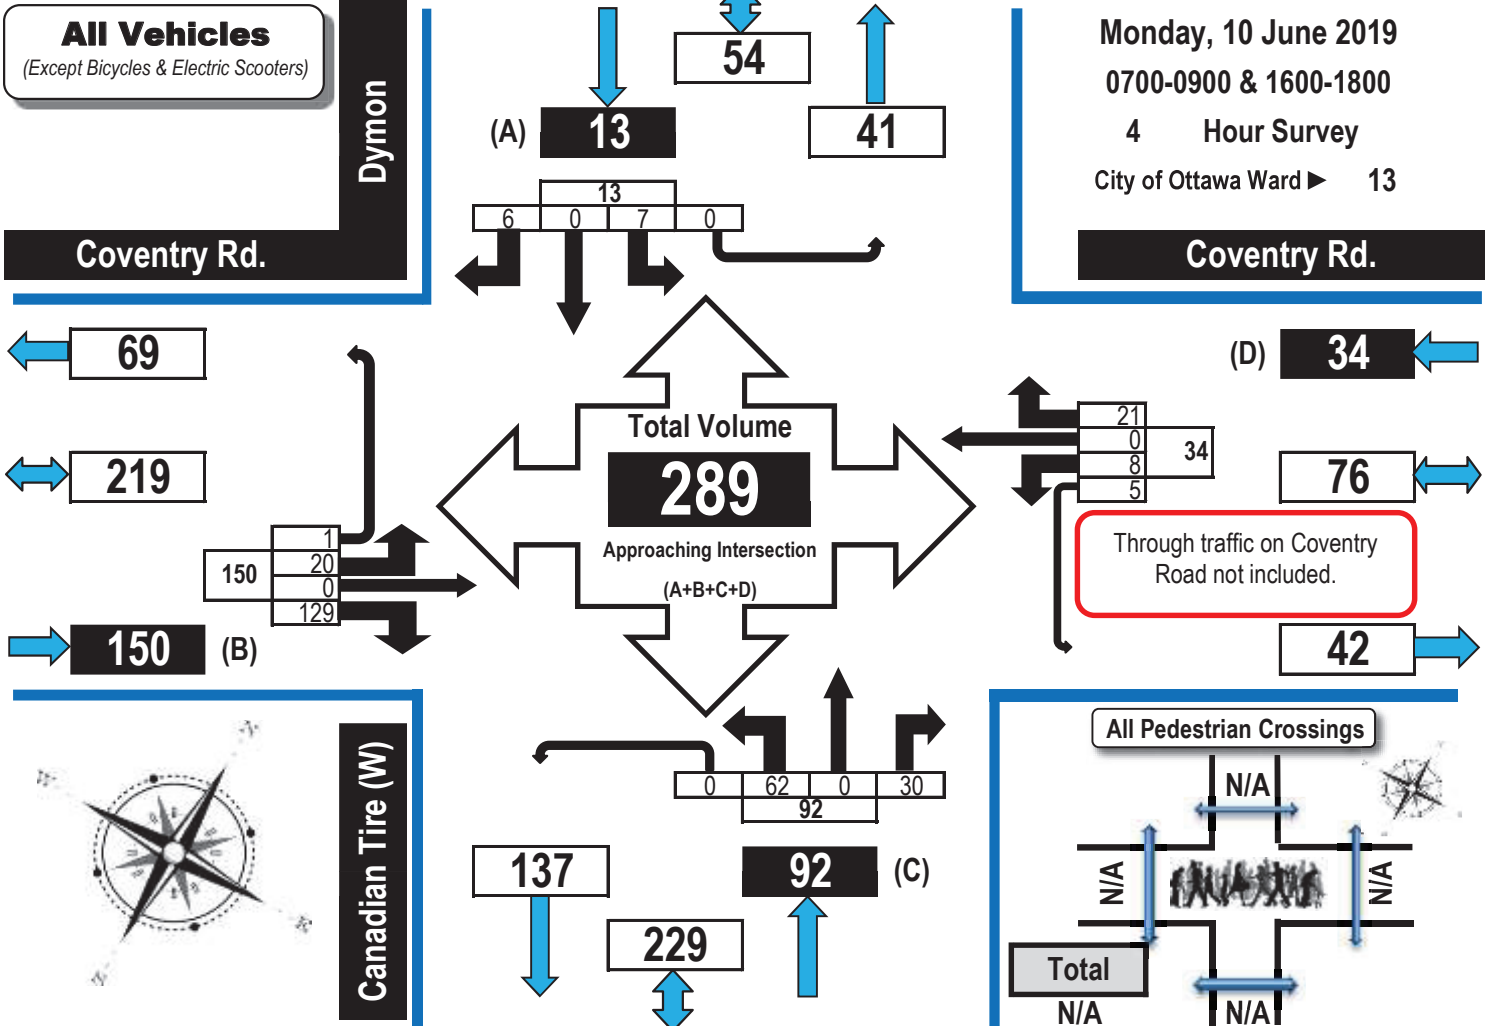 All Vehicles
(Except Bicycles & Electric Scooters)
Dymon
Coventry Rd.
54
(A)
13
41
13
6 0 7 0
Monday, 10 June 2019
0700-0900 & 1600-1800
4 Hour Survey
City of Ottawa Ward ► 13
Coventry Rd.
69
219
1
20
0
129
150
150
(B)
Total Volume
289
Approaching Intersection
(A+B+C+D)
(D)
34
21
0
8
5
34
76
Through traffic on Coventry
Road not included.
42
Canadian Tire (W)
0 62 0 30
92
137
92
(C)
229
All Pedestrian Crossings
N/A
N/A
N/A
Total
N/A
N/A